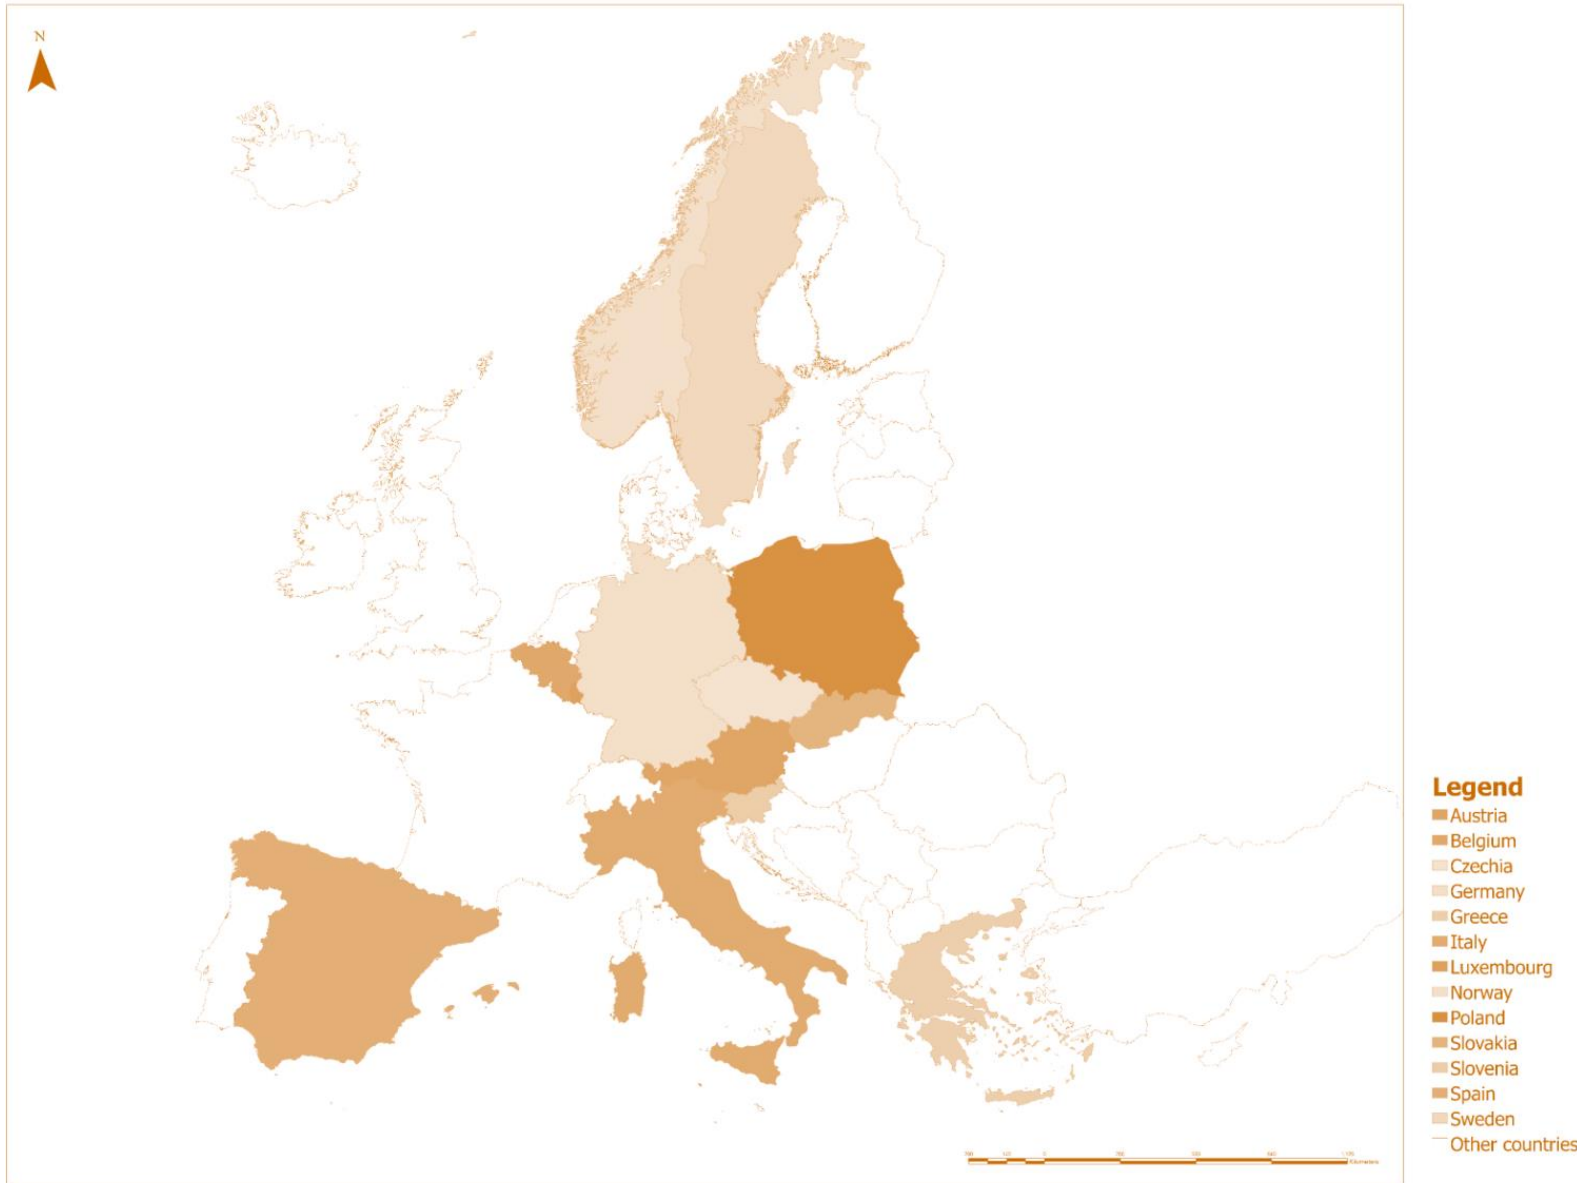 N
Legend
Austria
Belgium
Czechia
Germany
Greece
Italy
Luxembourg
Norway
Poland
Slovakia
Slovenia
Spain
Sweden
Other countries